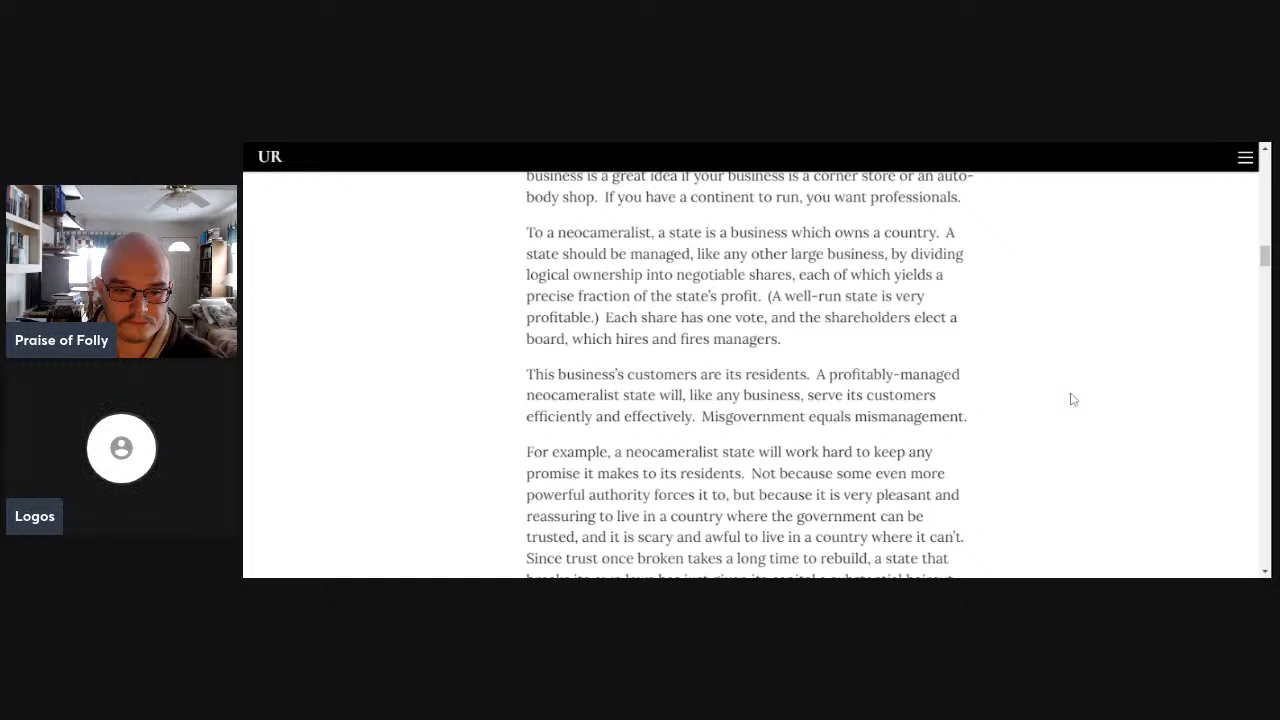 UR
business is a great idea if your business is a corner store or an auto-
body shop. If you have a continent to run, you want professionals.
To a neocameralist, a state is a business which owns a country. A
state should be managed, like any other large business, by dividing
logical ownership into negotiable shares, each of which yields a
precise fraction of the state's profit. (A well-run state is very
profitable.) Each share has one vote, and the shareholders elect a
board, which hires and fires managers.
This business's customers are its residents. A profitably-managed
neocameralist state will, like any business, serve its customers
efficiently and effectively. Misgovernment equals mismanagement.
For example, a neocameralist state will work hard to keep any
promise it makes to its residents. Not because some even more
powerful authority forces it to, but because it is very pleasant and
reassuring to live in a country where the government can be
trusted, and it is scary and awful to live in a country where it can't.
Since trust once broken takes a long time to rebuild, a state that
Praise of Folly
Logos